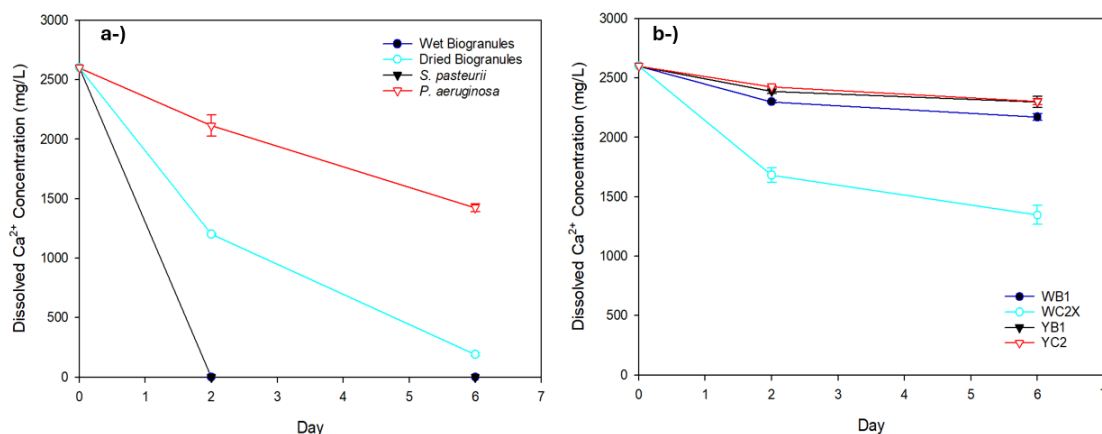 a-)
3000
2500
2000
1500
1000
500
0
Dissolved Ca²⁺ Concentration (mg/L)
Wet Biogranules
Dried Biogranules
S. pasteurii
P. aeruginosa
0 1 2 3 4 5 6 7
Day
b-)
3000
2500
2000
1500
1000
500
0
Dissolved Ca²⁺ Concentration (mg/L)
WB1
WC2X
YB1
YC2
0 1 2 3 4 5 6 7
Day